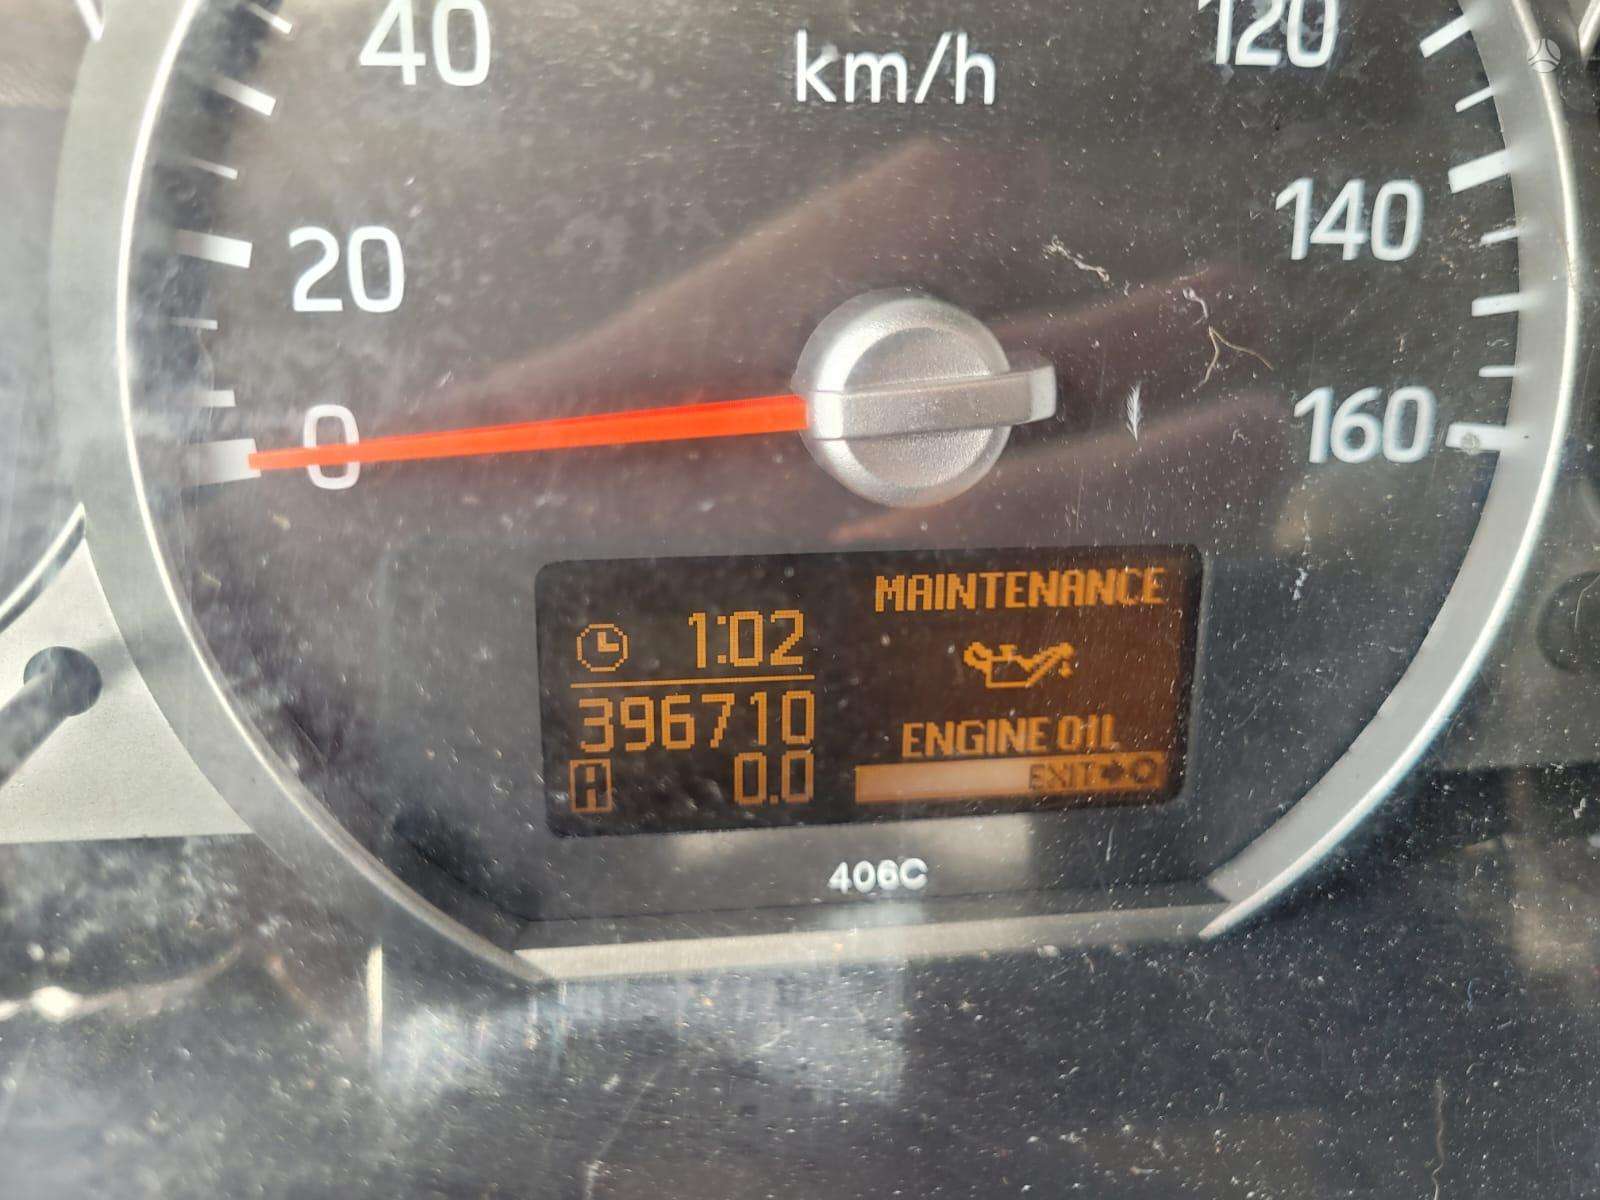 40
km/h
120
20
140
0
160
1:02
MAINTENANCE
396710
ENGINE OIL
A 0.0
EXIT
406C